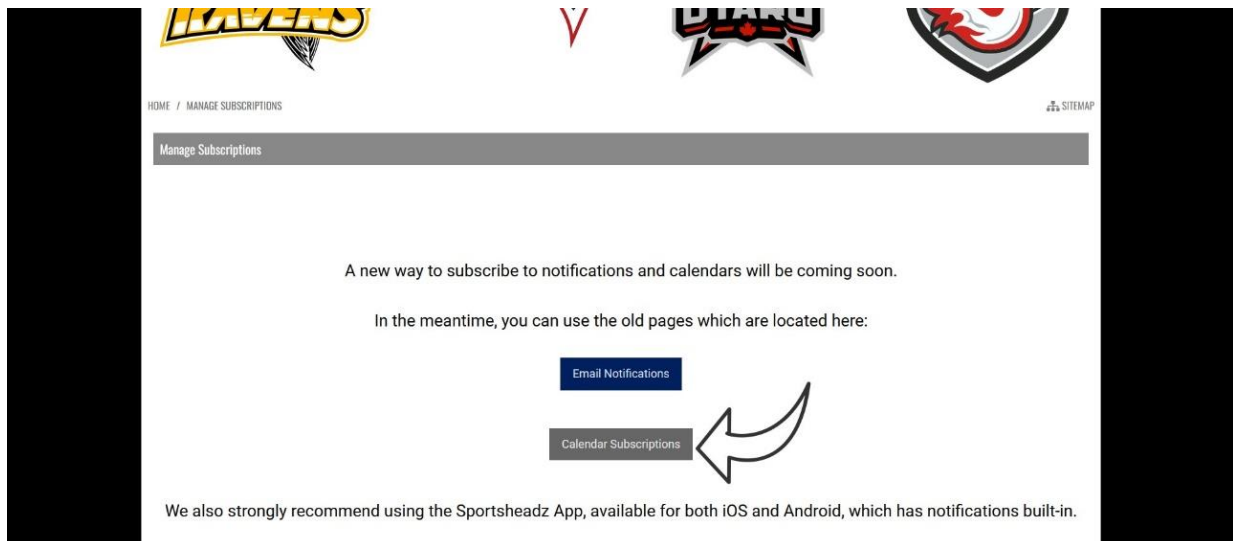 RAVENS
HOME / MANAGE SUBSCRIPTIONS
SITEMAP
Manage Subscriptions
A new way to subscribe to notifications and calendars will be coming soon.
In the meantime, you can use the old pages which are located here:
Email Notifications
Calendar Subscriptions
We also strongly recommend using the Sportsheadz App, available for both iOS and Android, which has notifications built-in.